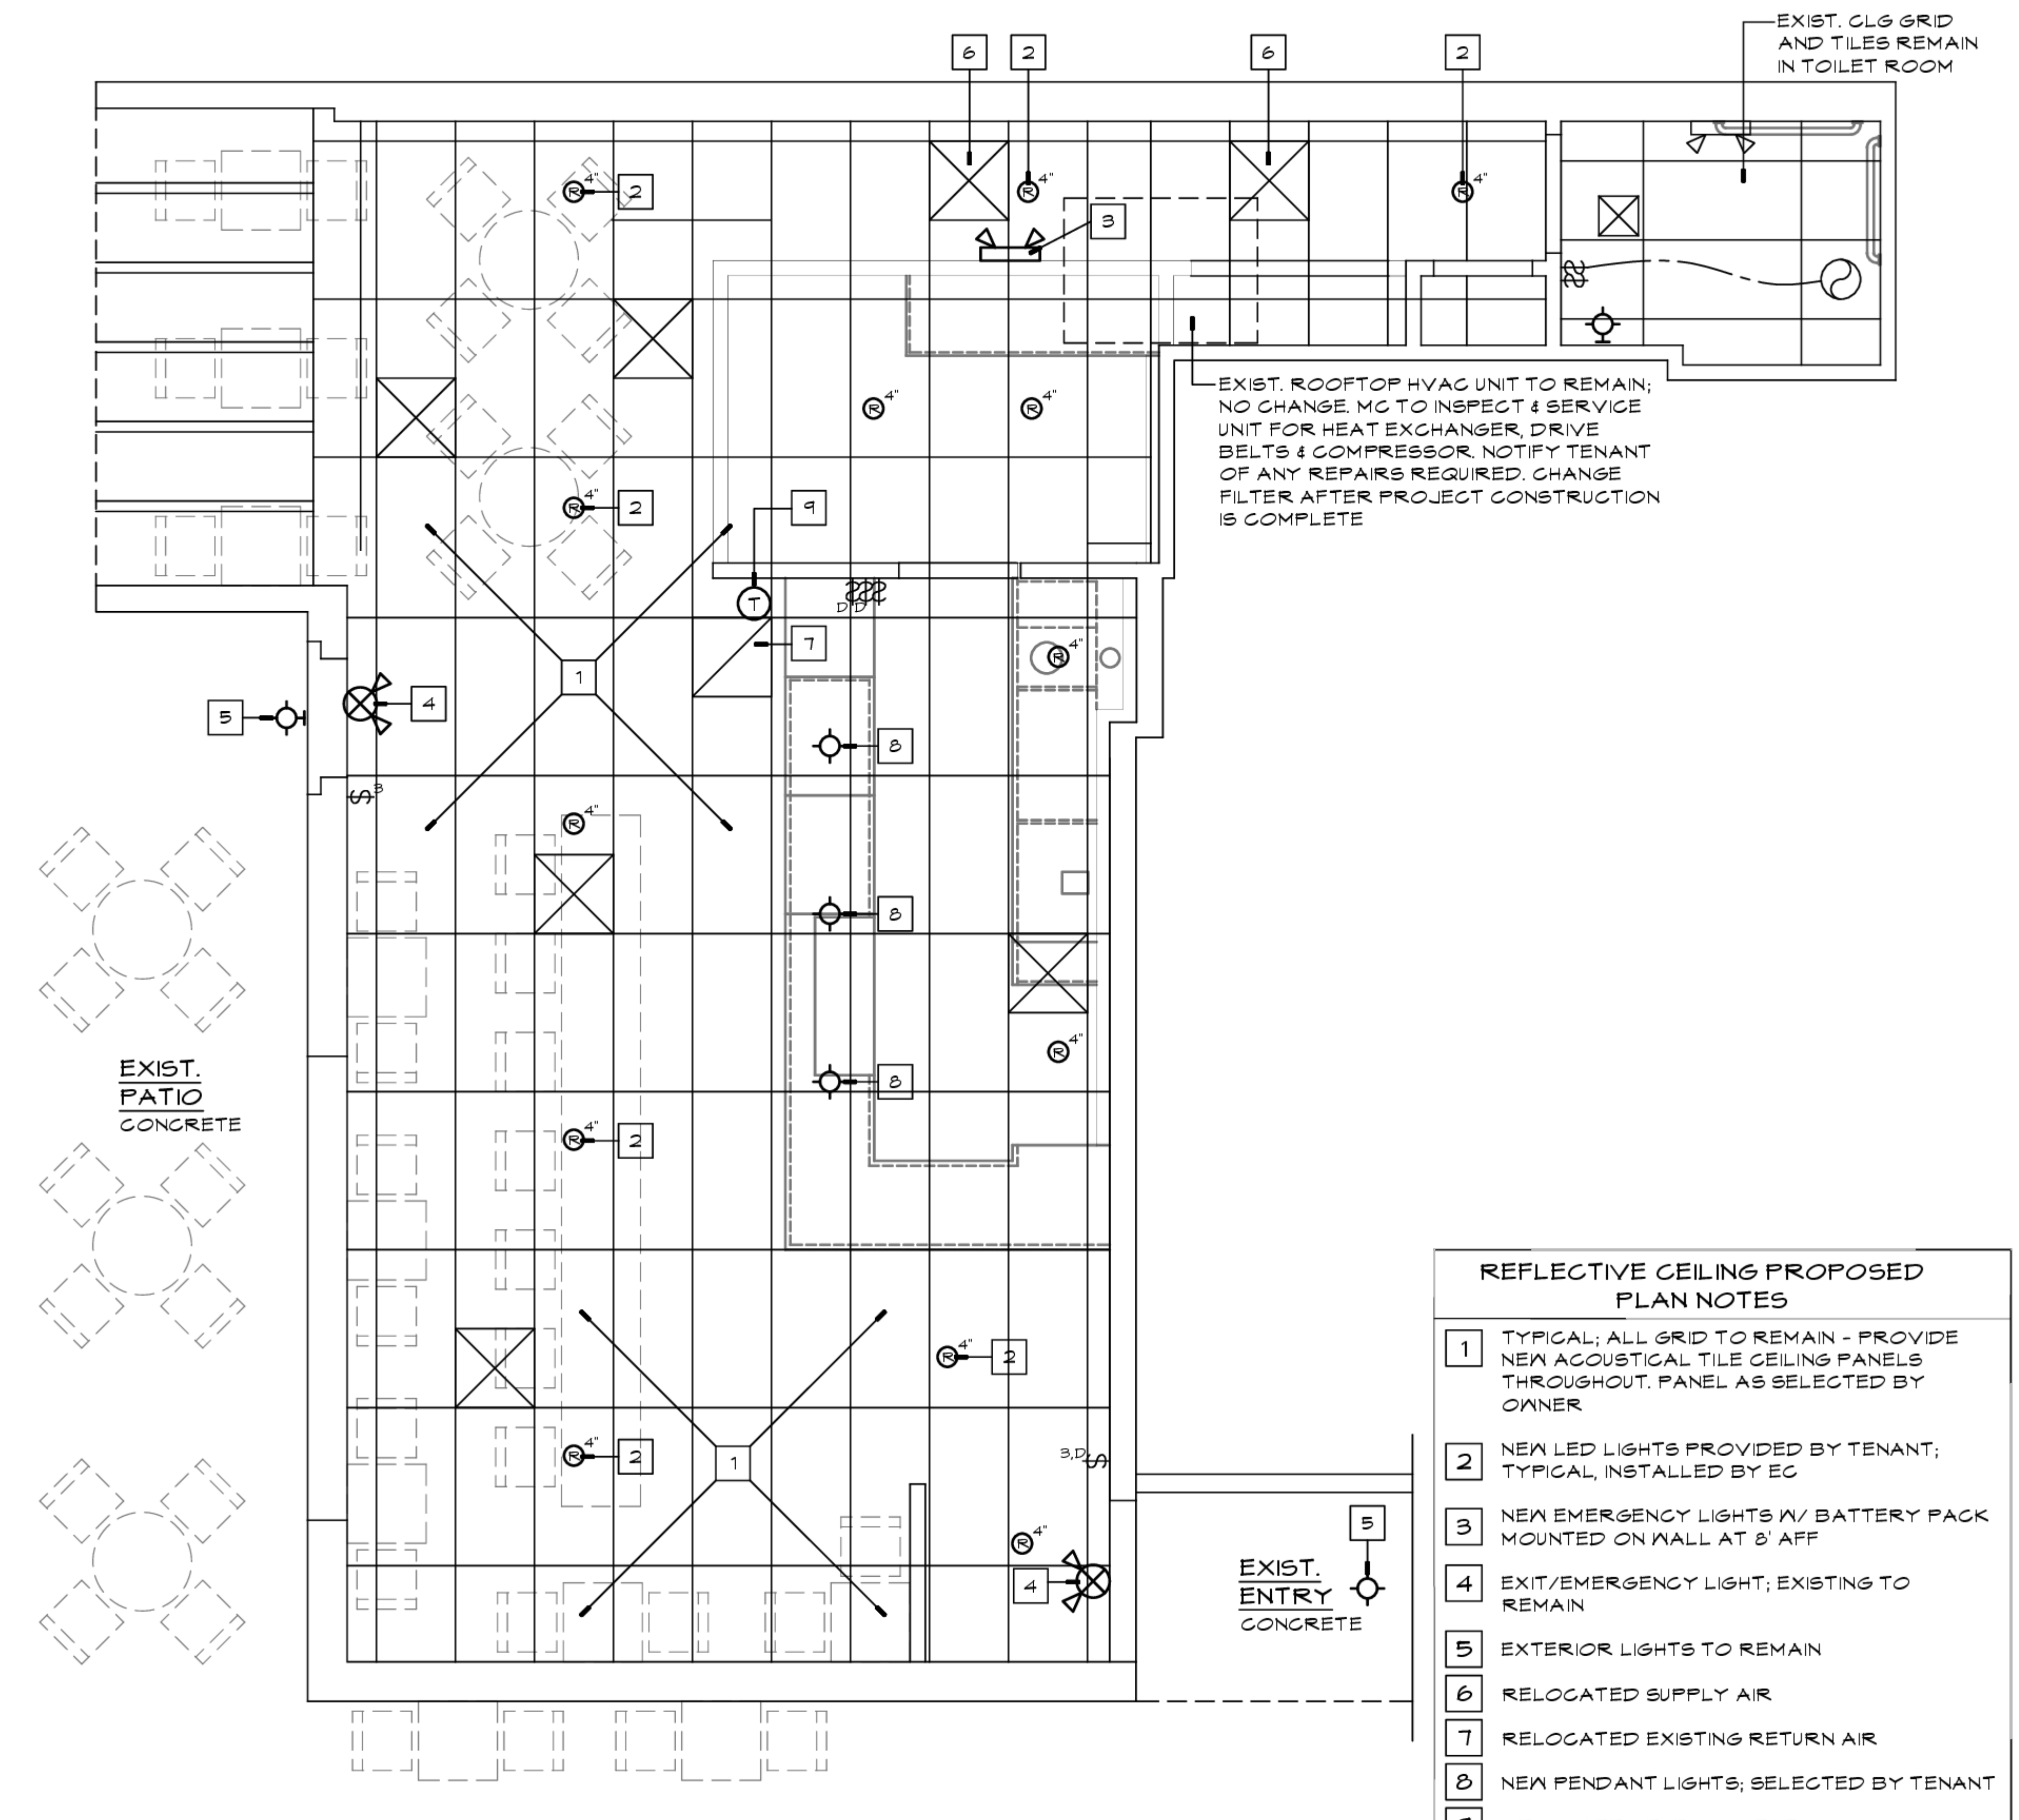 EXIST. CLG GRID
AND TILES REMAIN
IN TOILET ROOM
6
2
6
2
4"
2
4"
4"
R
R
R
3
EXIST. ROOFTOP HVAC UNIT TO REMAIN;
NO CHANGE. MC TO INSPECT & SERVICE
UNIT FOR HEAT EXCHANGER, DRIVE
BELTS & COMPRESSOR. NOTIFY TENANT
OF ANY REPAIRS REQUIRED. CHANGE
FILTER AFTER PROJECT CONSTRUCTION
IS COMPLETE
R
4"
R
4"
R
4"
2
9
T
D
D
7
R
4"
1
4
5
8
3
R
4"
8
R
4"
EXIST.
PATIO
CONCRETE
8
R
4"
2
R
4"
2
R
4"
2
1
3,D
R
4"
4
5
EXIST.
ENTRY
CONCRETE
REFLECTIVE CEILING PROPOSED
PLAN NOTES
1 TYPICAL; ALL GRID TO REMAIN - PROVIDE
NEW ACOUSTICAL TILE CEILING PANELS
THROUGHOUT. PANEL AS SELECTED BY
OWNER
2 NEW LED LIGHTS PROVIDED BY TENANT;
TYPICAL, INSTALLED BY EC
3 NEW EMERGENCY LIGHTS W/ BATTERY PACK
MOUNTED ON WALL AT 8' AFF
4 EXIT/EMERGENCY LIGHT; EXISTING TO
REMAIN
5 EXTERIOR LIGHTS TO REMAIN
6 RELOCATED SUPPLY AIR
7 RELOCATED EXISTING RETURN AIR
8 NEW PENDANT LIGHTS; SELECTED BY TENANT